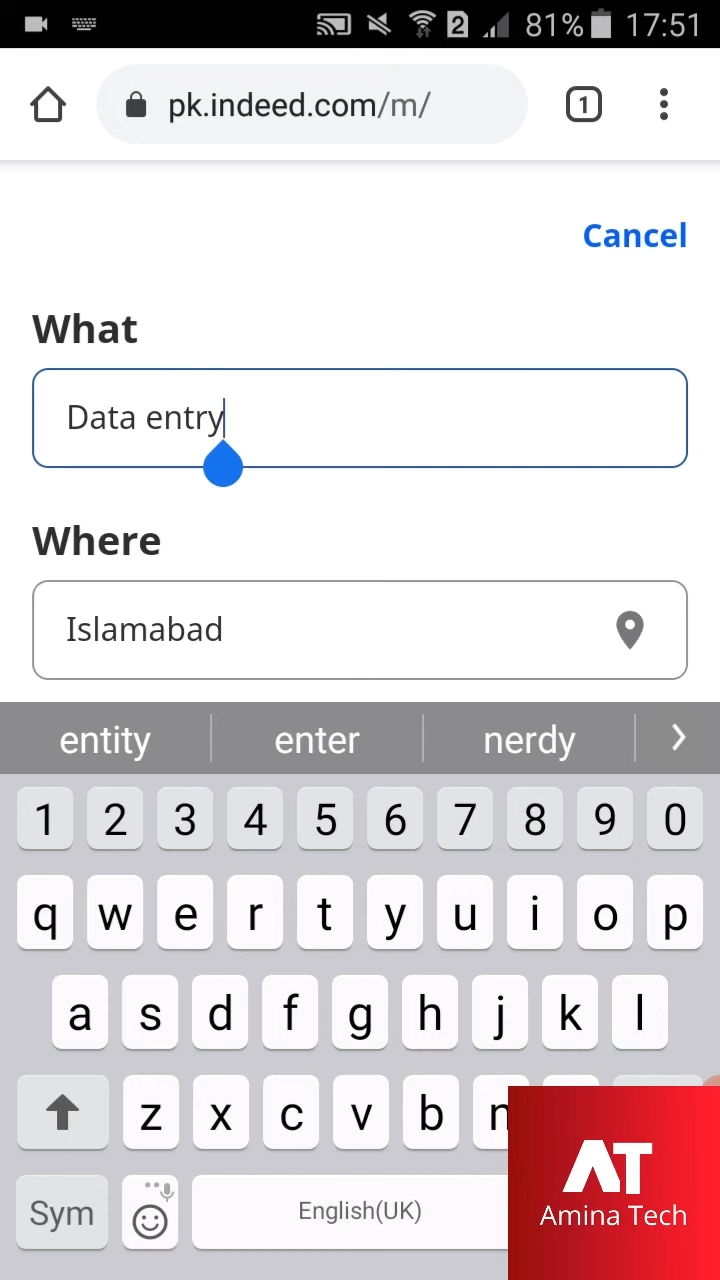 2 81% 17:51
pk.indeed.com/m/ 1
Cancel
What
Data entry
Where
Islamabad
entity enter nerdy
1 2 3 4 5 6 7 8 9 0
q w e r t y u i o p
a s d f g h j k l
z x c v b n
Sym English(UK)
AT
Amina Tech